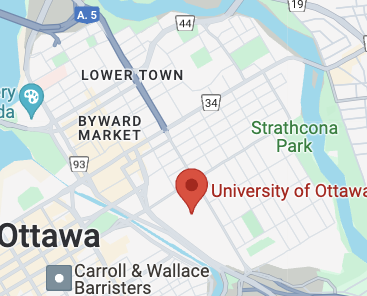 19
A. 5
44
LOWER TOWN
34
ery
da
BYWARD
MARKET
Strathcona
Park
93
University of Ottawa
Ottawa
Carroll & Wallace
Barristers